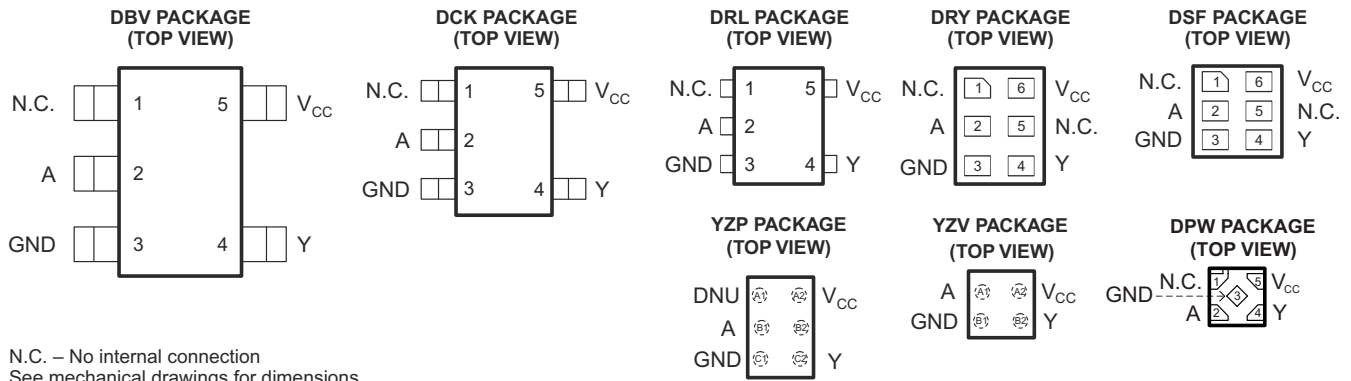 DBV PACKAGE
(TOP VIEW)
N.C. 1 5 VCC
A 2
GND 3 4 Y
DCK PACKAGE
(TOP VIEW)
N.C. 1 5 VCC
A 2
GND 3 4 Y
DRL PACKAGE
(TOP VIEW)
N.C. 1 5 VCC
A 2
GND 3 4 Y
DRY PACKAGE
(TOP VIEW)
N.C. 1 6 VCC
A 2 5 N.C.
GND 3 4 Y
DSF PACKAGE
(TOP VIEW)
N.C. 1 6 VCC
A 2 5 N.C.
GND 3 4 Y
YZP PACKAGE
(TOP VIEW)
DNU A1 A2 VCC
A B1 B2
GND C1 C2 Y
YZV PACKAGE
(TOP VIEW)
A A1 A2 VCC
GND B1 B2 Y
DPW PACKAGE
(TOP VIEW)
N.C. 1 5 VCC
GND 3
A 2 4 Y
N.C. – No internal connection
See mechanical drawings for dimensions